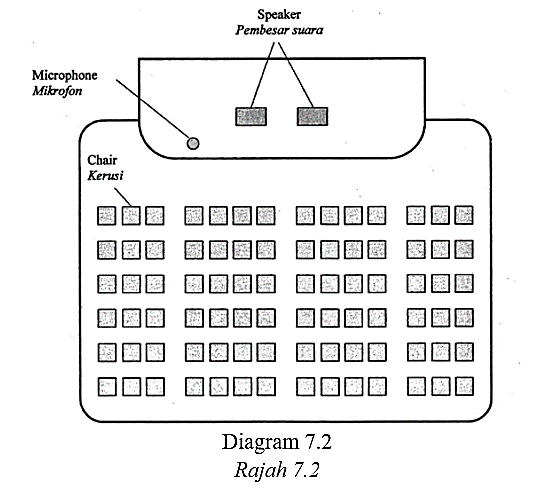 Speaker
Pembesar suara
Microphone
Mikrofon
Chair
Kerusi
Diagram 7.2
Rajah 7.2